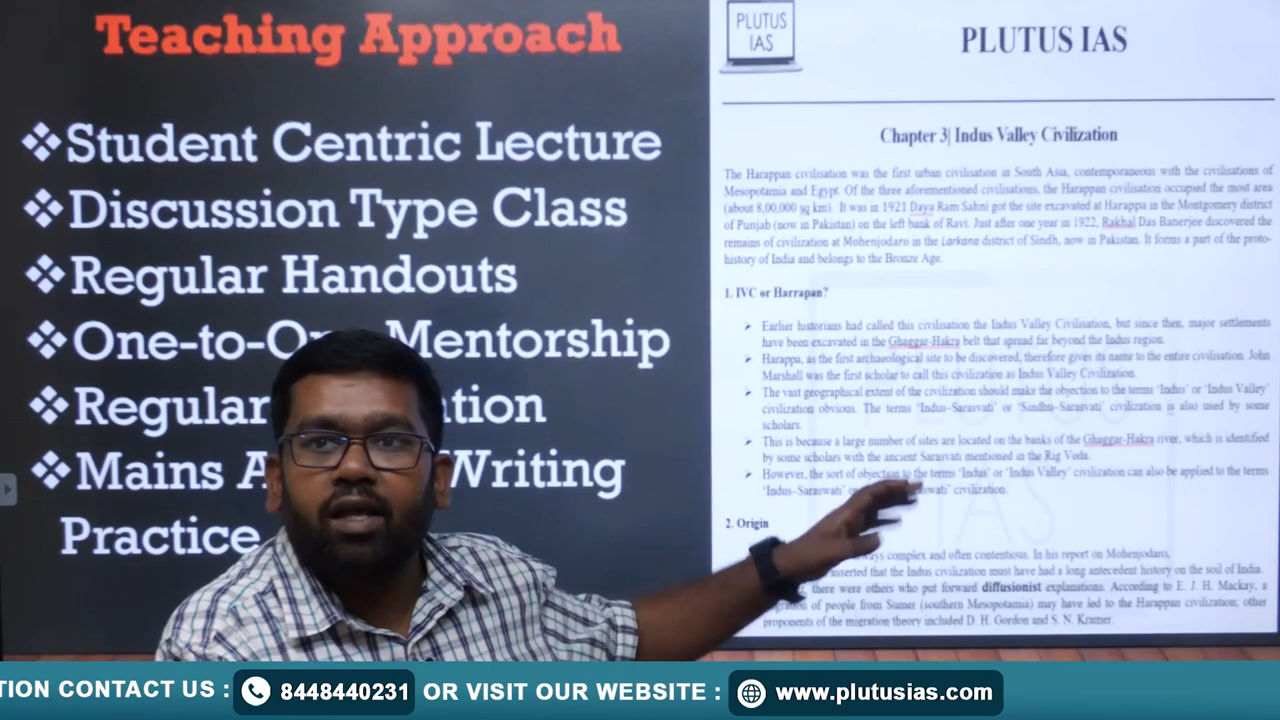 Teaching Approach
❖Student Centric Lecture
❖Discussion Type Class
❖Regular Handouts
❖One-to-On Mentorship
❖Regular ation
❖Mains A Writing
Practice
PLUTUS
IAS
PLUTUS IAS
Chapter 3| Indus Valley Civilization
The Harappan civilisation was the first urban civilisation in South Asia, contemporaneous with the civilisations of
Mesopotamia and Egypt. Of the three aforementioned civilisations, the Harappan civilisation occupied the most area
(about 8,00,000 sq km). It was in 1921 Daya Ram Sahni got the site excavated at Harappa in the Montgomery district
of Punjab (now in Pakistan) on the left bank of Ravi. Just after one year in 1922, Rakhal Das Banerjee discovered the
remains of civilization at Mohenjodaro in the Larkana district of Sindh, now in Pakistan. It forms a part of the proto-
history of India and belongs to the Bronze Age.
1. IVC or Harrapan?
➤ Earlier historians had called this civilisation the Indus Valley Civilisation, but since then, major settlements
have been excavated in the Ghaggar-Hakra belt that spread far beyond the Indus region.
➤ Harappa, as the first archaeological site to be discovered, therefore gives its name to the entire civilisation. John
Marshall was the first scholar to call this civilization as Indus Valley Civilization.
➤ The vast geographical extent of the civilization should make the objection to the terms 'Indus' or 'Indus Valley'
civilization obvious. The terms 'Indus–Sarasvati' or 'Sindhu–Sarasvati' civilization is also used by some
scholars.
➤ This is because a large number of sites are located on the banks of the Ghaggar-Hakra river, which is identified
by some scholars with the ancient Sarasvati mentioned in the Rig Veda.
➤ However, the sort of objection to the terms 'Indus' or 'Indus Valley' civilization can also be applied to the terms
'Indus–Saraswati' or swati' civilization.
2. Origin
ays complex and often contentious. In his report on Mohenjodaro,
asserted that the Indus civilization must have had a long antecedent history on the soil of India.
there were others who put forward diffusionist explanations. According to E. J. H. Mackay, a
of people from Sumer (southern Mesopotamia) may have led to the Harappan civilization; other
proponents of the migration theory included D. H. Gordon and S. N. Kramer.
TION CONTACT US : 8448440231 OR VISIT OUR WEBSITE : www.plutusias.com